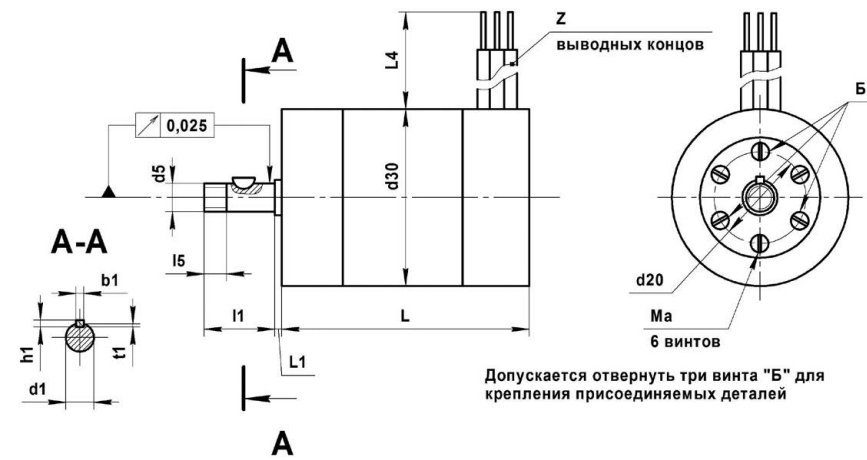 A
Z
выводных концов
L4
Б
0,025
d5
d30
A-A
b1
l5
l1
L
L1
h1
t1
d1
d20
Ma
6 винтов
Допускается отвернуть три винта "Б" для
крепления присоединяемых деталей
A